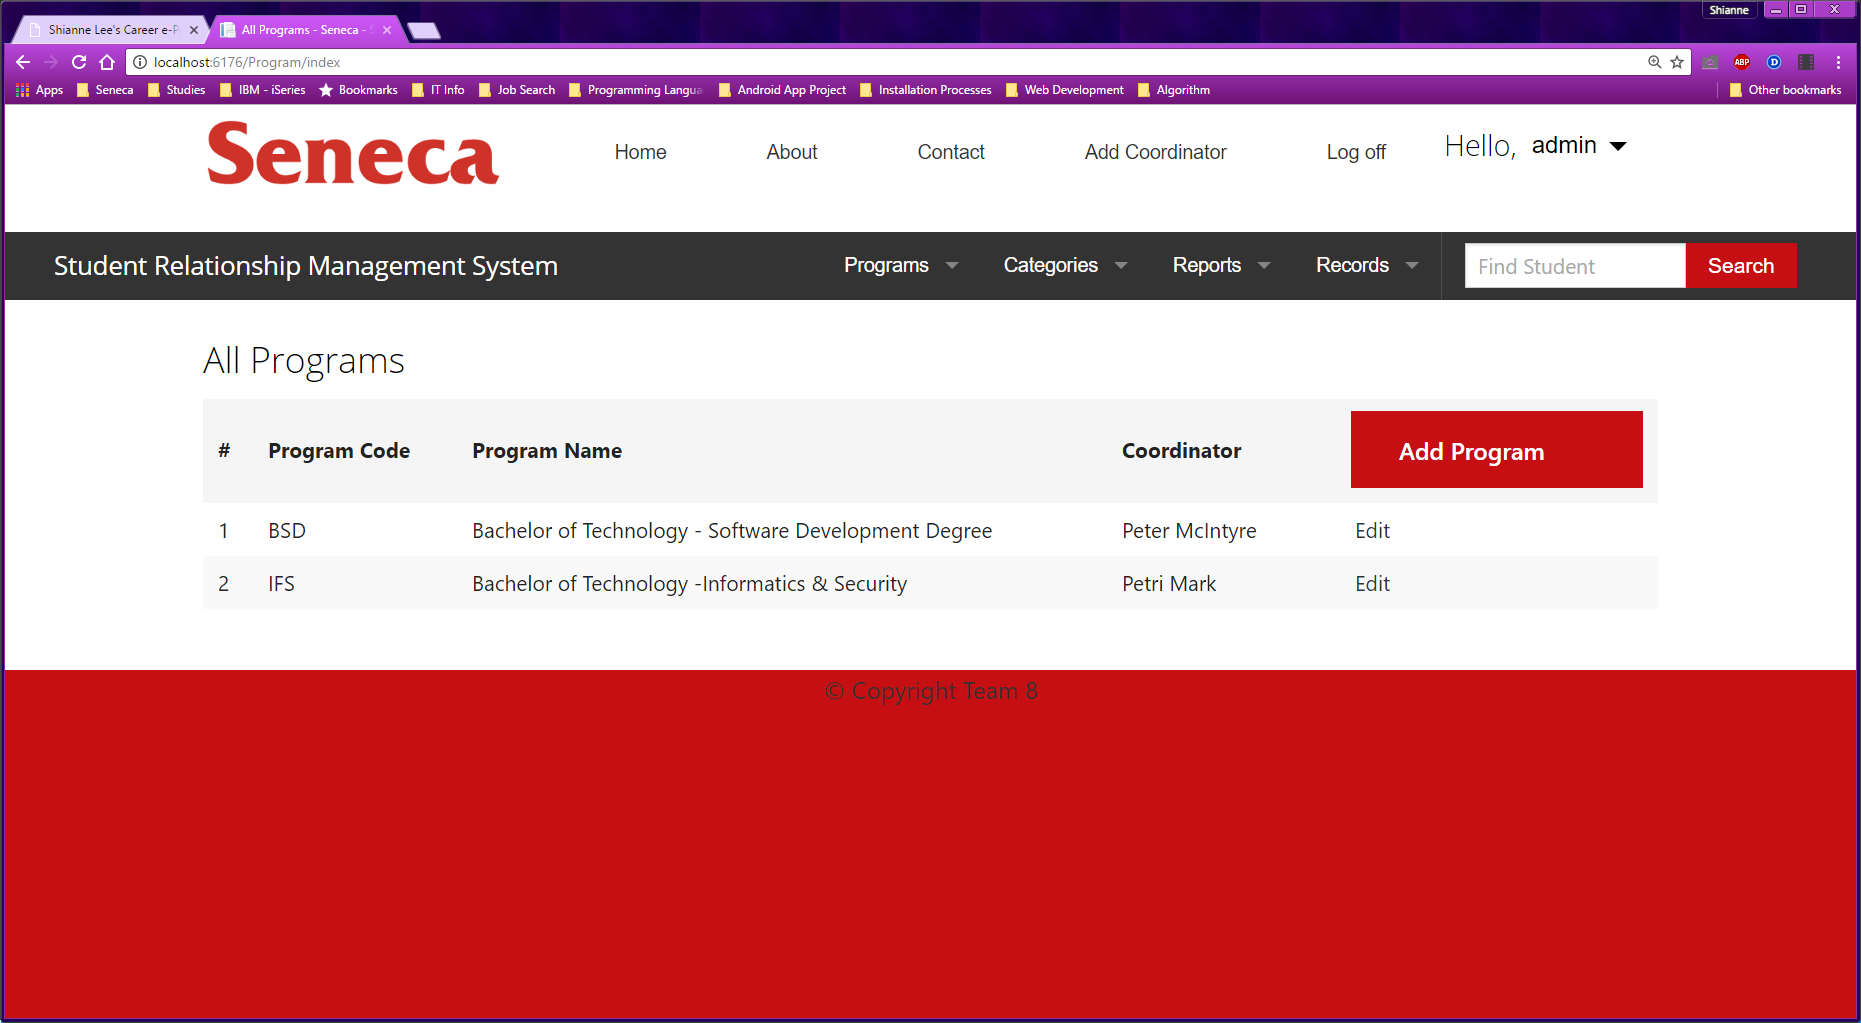 Shianne
Shianne Lee's Career e-P
All Programs - Seneca -
localhost:6176/Program/index
ABP
D
Apps Seneca Studies IBM - iSeries Bookmarks IT Info Job Search Programming Langua Android App Project Installation Processes Web Development Algorithm Other bookmarks
Seneca Home About Contact Add Coordinator Log off Hello, admin
Student Relationship Management System Programs Categories Reports Records Find Student Search
All Programs
# Program Code Program Name Coordinator Add Program
1 BSD Bachelor of Technology - Software Development Degree Peter McIntyre Edit
2 IFS Bachelor of Technology -Informatics & Security Petri Mark Edit
© Copyright Team 8